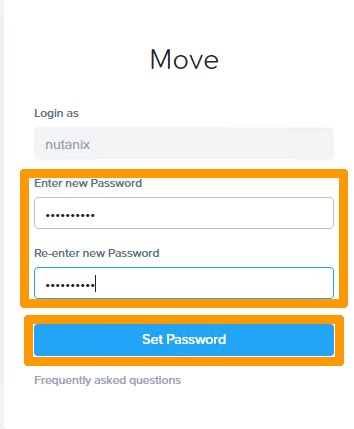 Move
Login as
nutanix
Enter new Password
••••••••••
Re-enter new Password
••••••••••
Set Password
Frequently asked questions